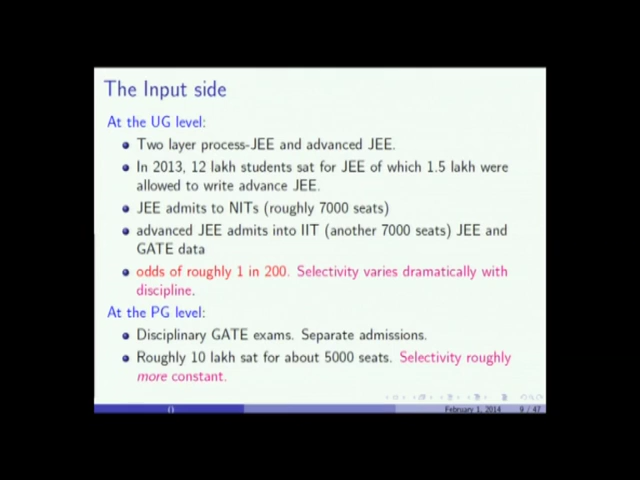 The Input side
At the UG level:
Two layer process-JEE and advanced JEE.
In 2013, 12 lakh students sat for JEE of which 1.5 lakh were
allowed to write advance JEE.
JEE admits to NITs (roughly 7000 seats)
advanced JEE admits into IIT (another 7000 seats) JEE and
GATE data
odds of roughly 1 in 200. Selectivity varies dramatically with
discipline.
At the PG level:
Disciplinary GATE exams. Separate admissions.
Roughly 10 lakh sat for about 5000 seats. Selectivity roughly
more constant.
() February 1, 2014 9 / 47